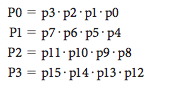 P0 = p3·p2·p1·p0
P1 = p7·p6·p5·p4
P2 = p11·p10·p9·p8
P3 = p15·p14·p13·p12